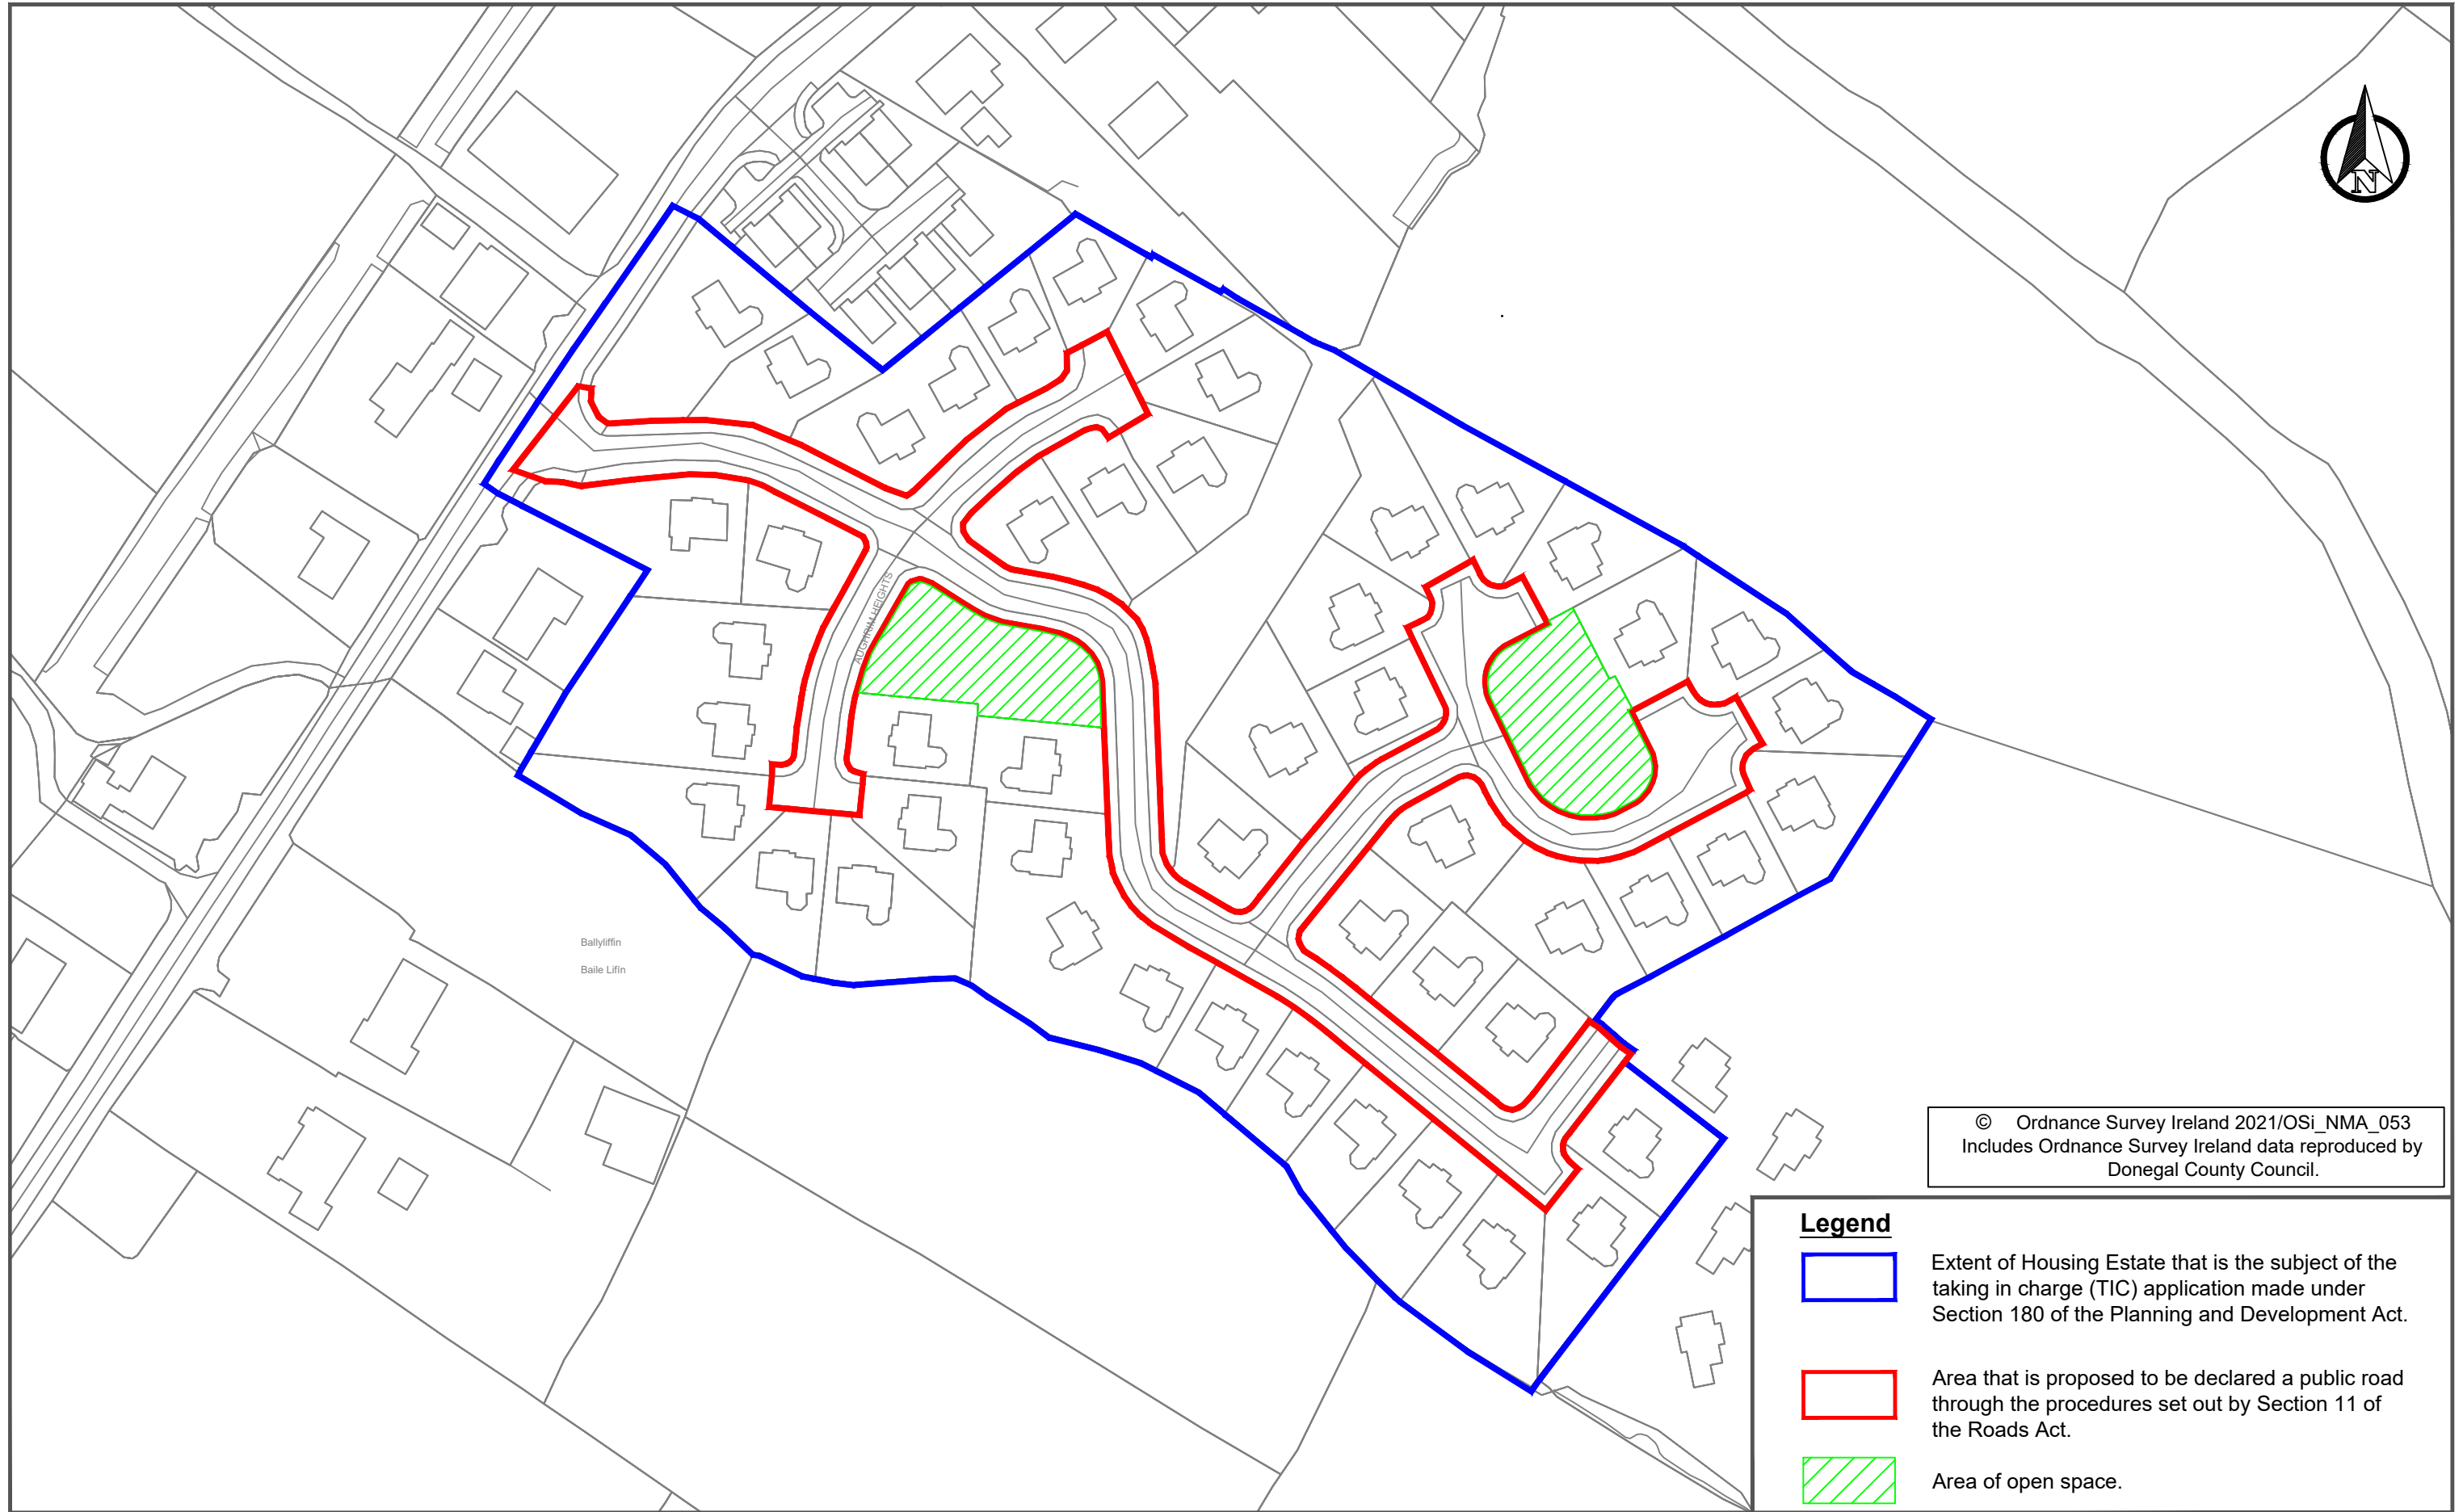 N
AUGHRIM HEIGHTS
Ballyliffin
Baile Lifín
© Ordnance Survey Ireland 2021/OSi_NMA_053
Includes Ordnance Survey Ireland data reproduced by
Donegal County Council.
Legend
Extent of Housing Estate that is the subject of the
taking in charge (TIC) application made under
Section 180 of the Planning and Development Act.
Area that is proposed to be declared a public road
through the procedures set out by Section 11 of
the Roads Act.
Area of open space.